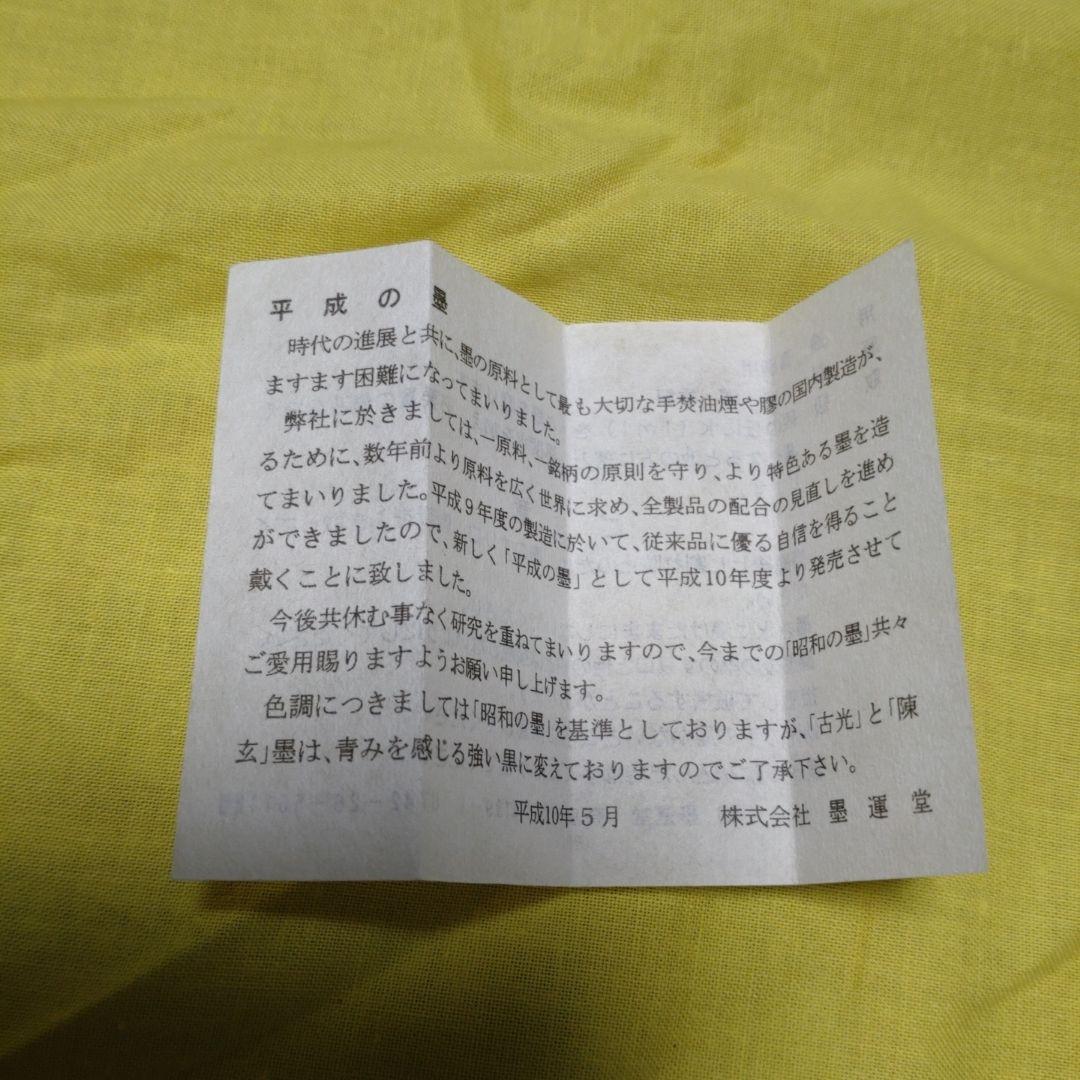 平成の墨
時代の進展と共に、墨の原料として最も大切な手焚油煙や膠の国内製造が、
ますます困難になってまいりました。
弊社に於きましては、一原料、一銘柄の原則を守り、より特色ある墨を造
るために、数年前より原料を広く世界に求め、全製品の配合の見直しを進め
てまいりました。平成9年度の製造に於いて、従来品に優る自信を得ること
ができましたので、新しく「平成の墨」として平成10年度より発売させて
戴くことに致しました。
今後共休む事なく研究を重ねてまいりますので、今までの「昭和の墨」共々
ご愛用賜りますようお願い申し上げます。
色調につきましては「昭和の墨」を基準としておりますが、「古光」と「陳
玄」墨は、青みを感じる強い黒に変えておりますのでご了承下さい。
平成10年5月 株式会社 墨運堂